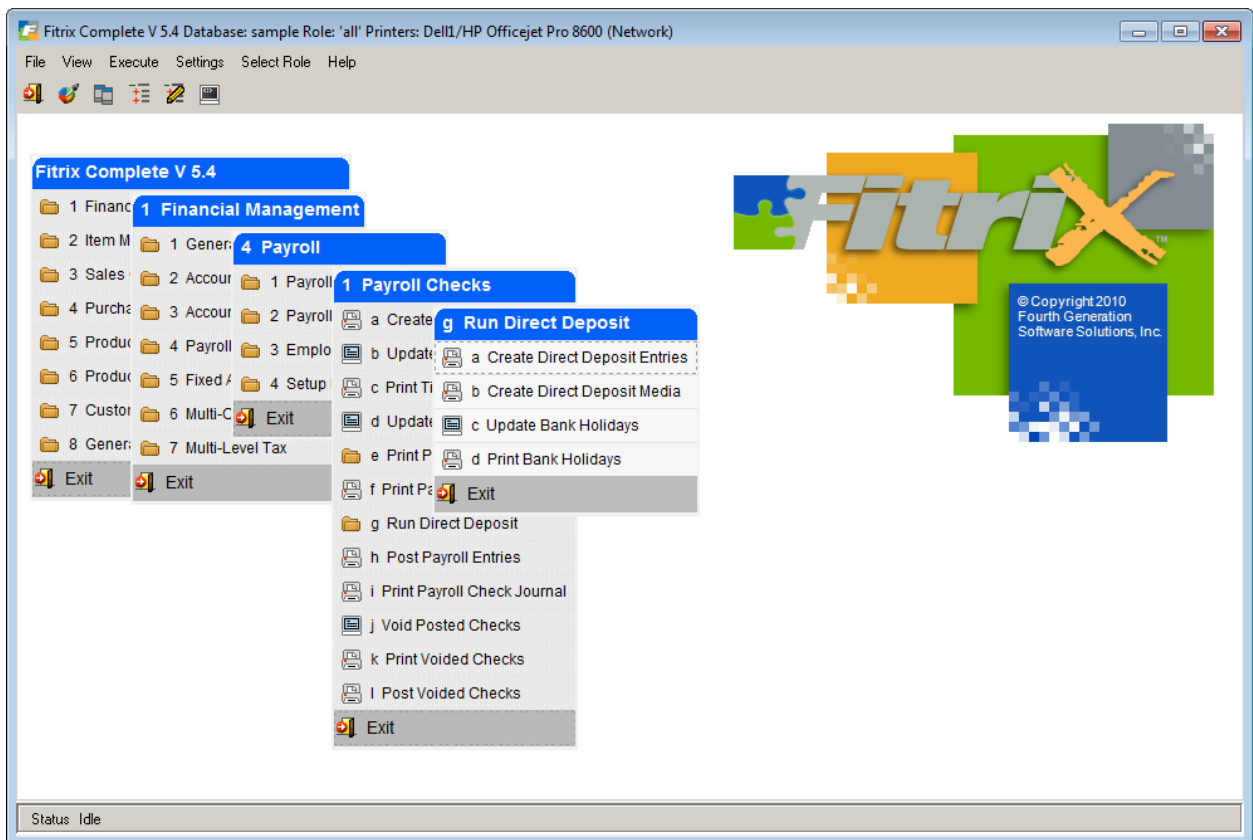 Fitrix Complete V 5.4 Database: sample Role: 'all' Printers: Dell1/HP Officejet Pro 8600 (Network)
File View Execute Settings Select Role Help
Fitrix Complete V 5.4
1 Financ
2 Item M
3 Sales
4 Purcha
5 Produc
6 Produc
7 Custor
8 Genera
Exit
1 Financial Management
1 Genera
2 Accour
3 Accour
4 Payroll
5 Fixed A
6 Multi-C
7 Multi-Level Tax
Exit
4 Payroll
1 Payroll
2 Payroll
3 Emplo
4 Setup
Exit
1 Payroll Checks
a Create
b Update
c Print Ti
d Update
e Print P
f Print Pa
g Run Direct Deposit
h Post Payroll Entries
i Print Payroll Check Journal
j Void Posted Checks
k Print Voided Checks
l Post Voided Checks
Exit
g Run Direct Deposit
a Create Direct Deposit Entries
b Create Direct Deposit Media
c Update Bank Holidays
d Print Bank Holidays
Exit
FitriX
TM
© Copyright 2010
Fourth Generation
Software Solutions, Inc.
Status Idle